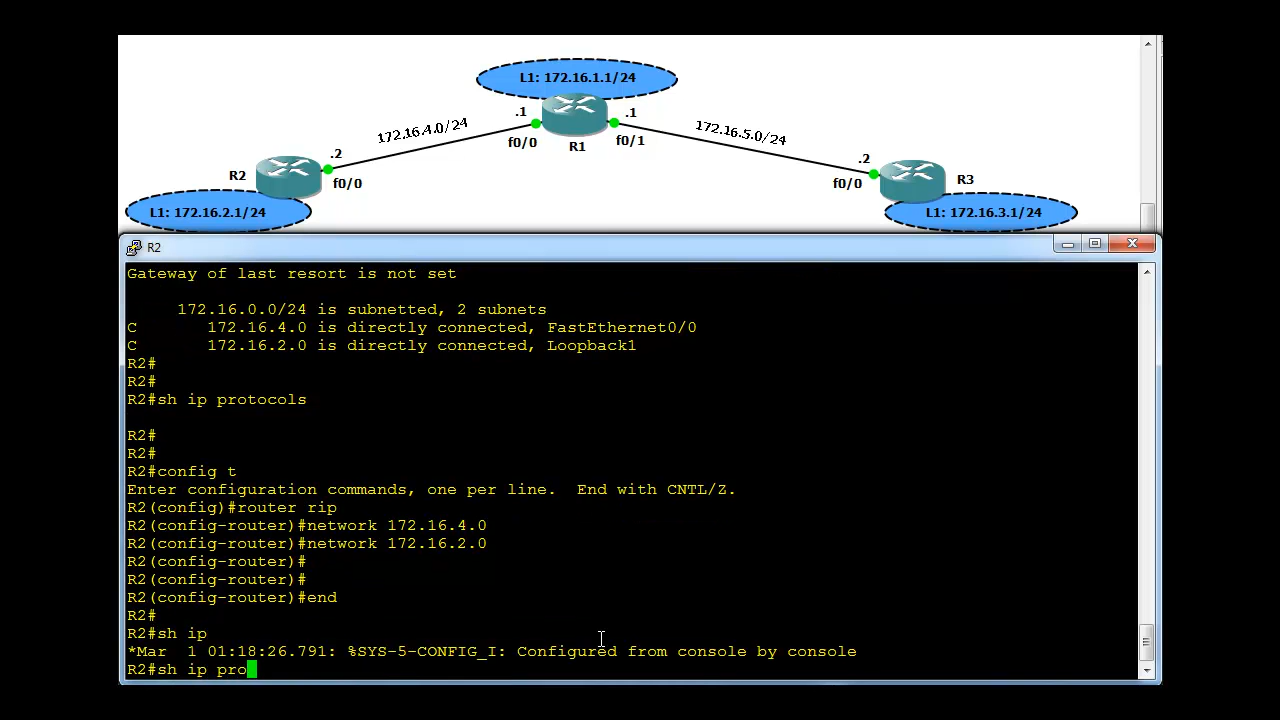 L1: 172.16.1.1/24
172.16.4.0/24
.1
.1
172.16.5.0/24
f0/0
R1
f0/1
.2
R2
f0/0
.2
f0/0
R3
L1: 172.16.2.1/24
L1: 172.16.3.1/24
R2
Gateway of last resort is not set
172.16.0.0/24 is subnetted, 2 subnets
C 172.16.4.0 is directly connected, FastEthernet0/0
C 172.16.2.0 is directly connected, Loopback1
R2#
R2#
R2#sh ip protocols
R2#
R2#
R2#config t
Enter configuration commands, one per line. End with CNTL/Z.
R2(config)#router rip
R2(config-router)#network 172.16.4.0
R2(config-router)#network 172.16.2.0
R2(config-router)#
R2(config-router)#
R2(config-router)#end
R2#
R2#sh ip
*Mar 1 01:18:26.791: %SYS-5-CONFIG_I: Configured from console by console
R2#sh ip pro